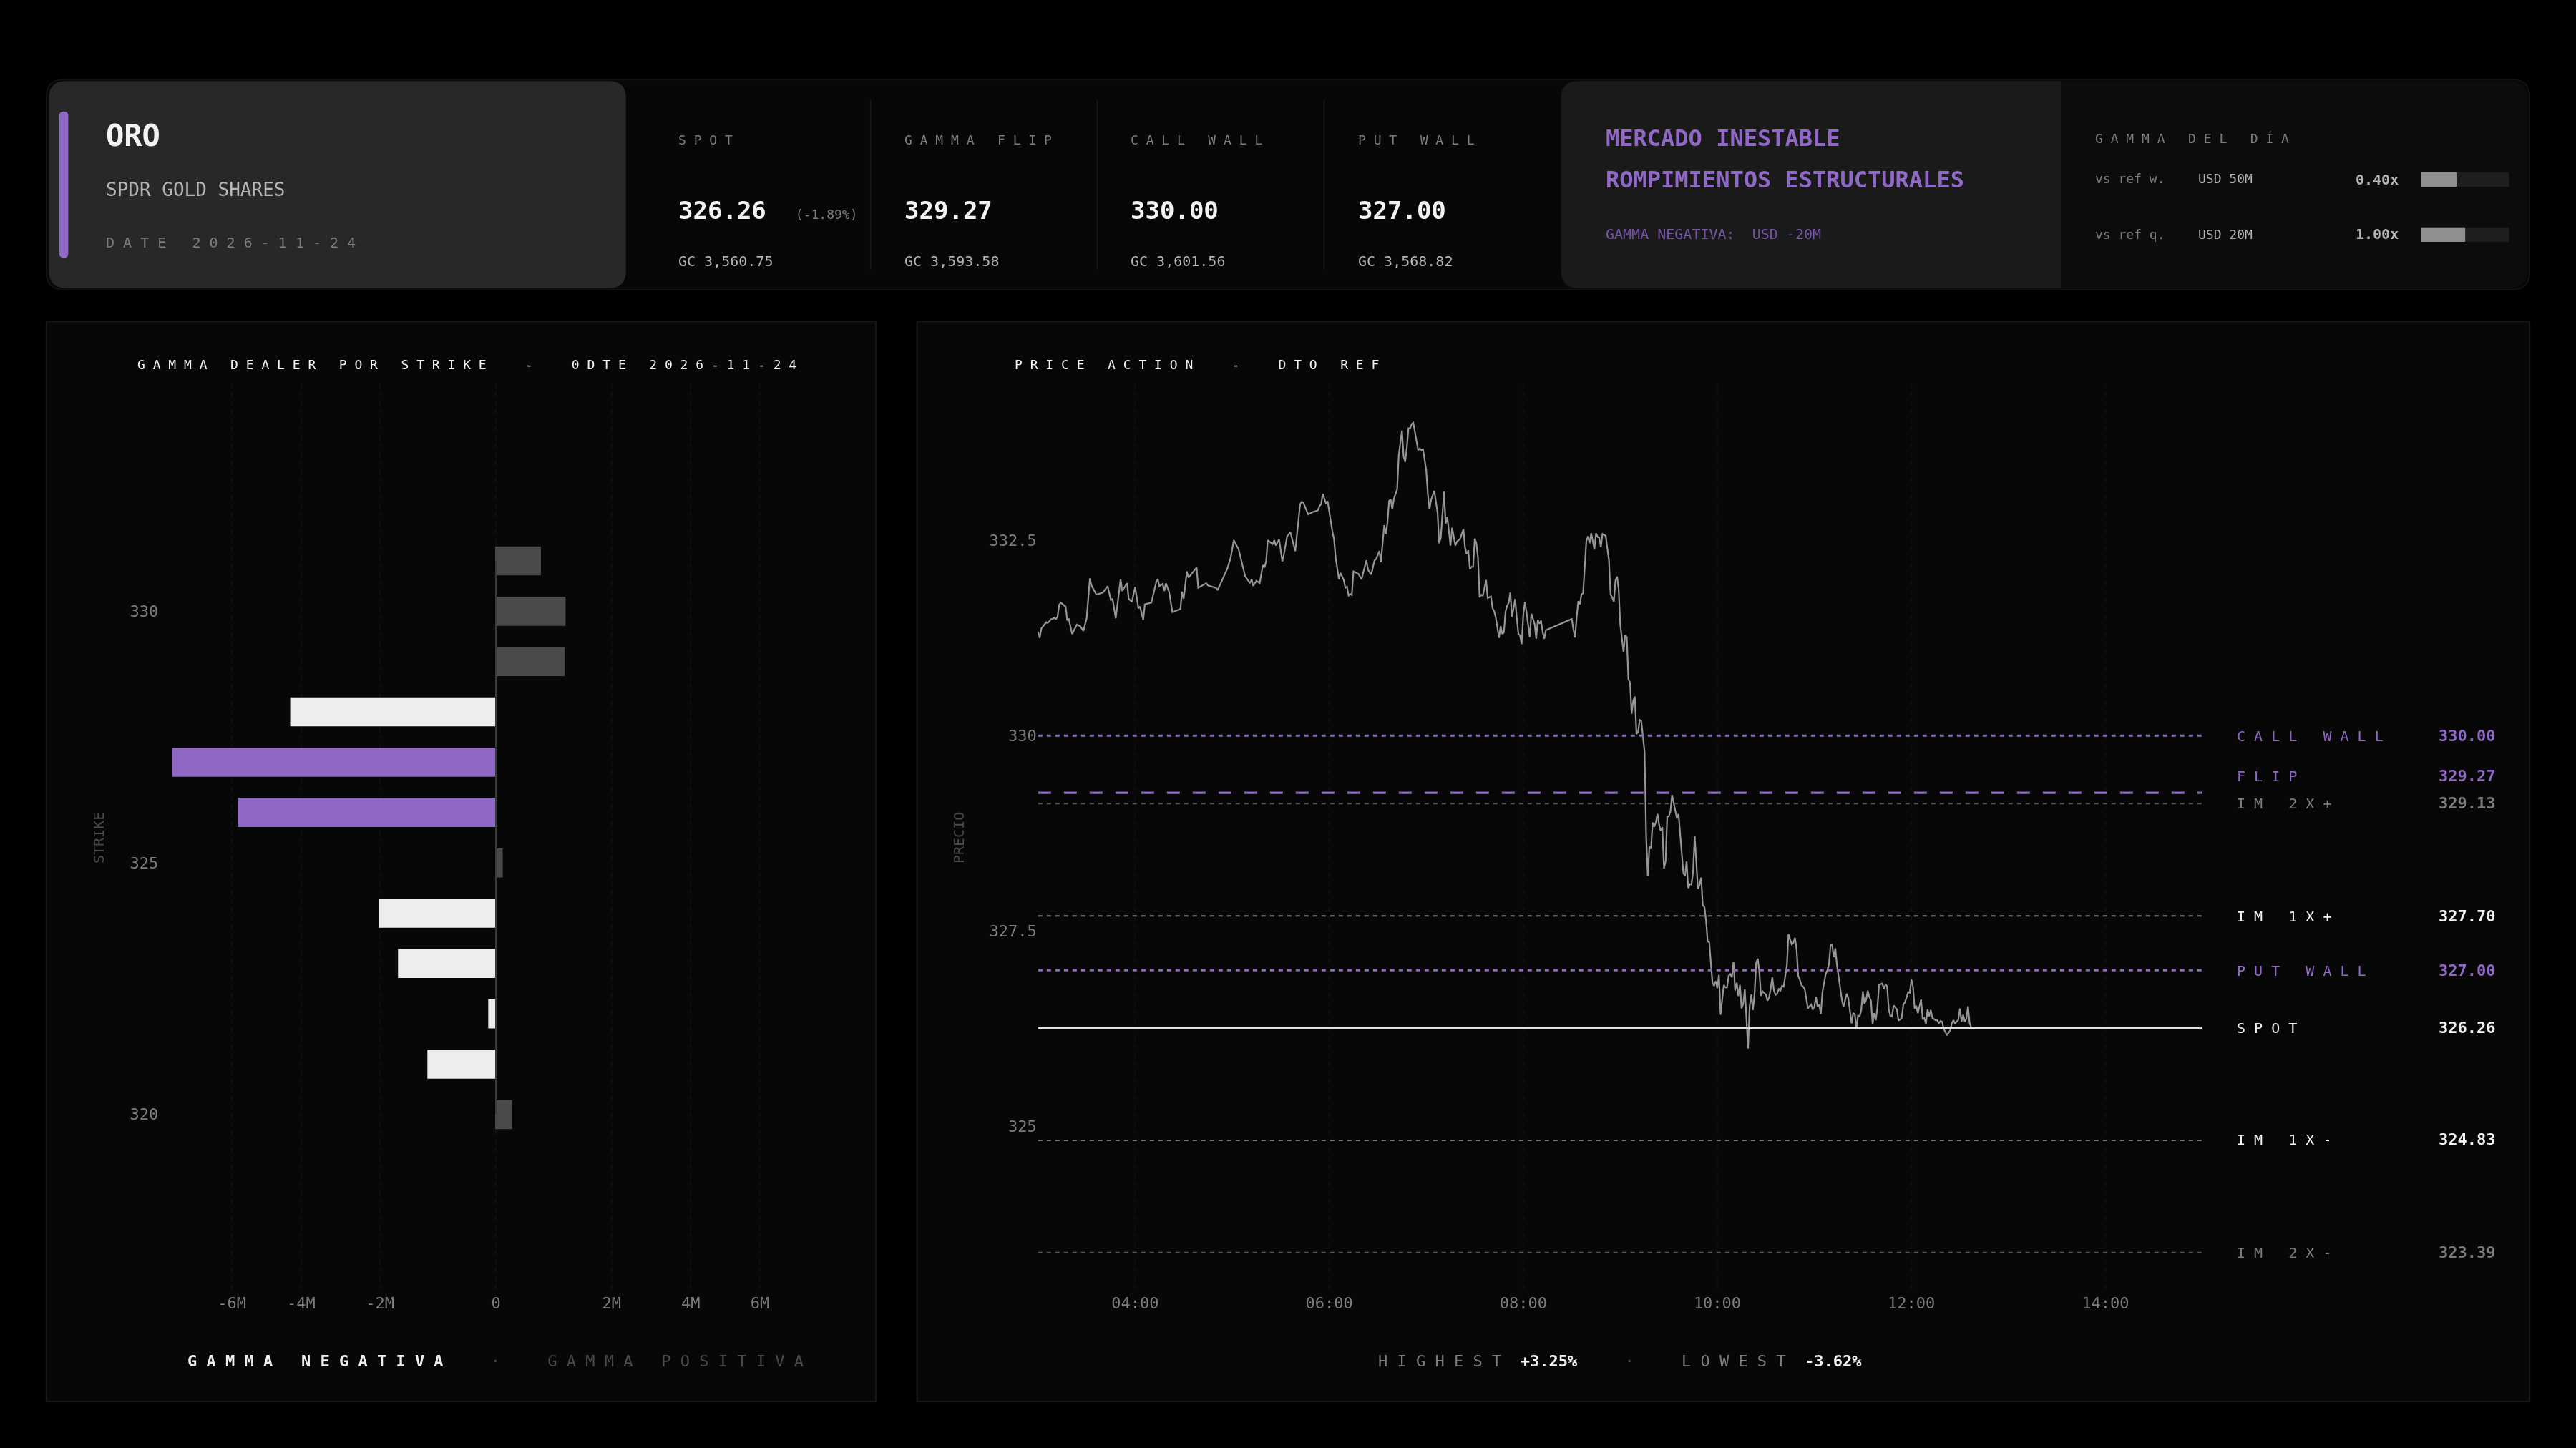 ORO
SPDR GOLD SHARES
DATE 2026-11-24
SPOT
326.26 (-1.89%)
GC 3,560.75
GAMMA FLIP
329.27
GC 3,593.58
CALL WALL
330.00
GC 3,601.56
PUT WALL
327.00
GC 3,568.82
MERCADO INESTABLE
ROMPIMIENTOS ESTRUCTURALES
GAMMA NEGATIVA: USD -20M
GAMMA DEL DÍA
vs ref w. USD 50M 0.40x
vs ref q. USD 20M 1.00x
GAMMA DEALER POR STRIKE - 0DTE 2026-11-24
STRIKE
330
325
320
-6M -4M -2M 0 2M 4M 6M
GAMMA NEGATIVA · GAMMA POSITIVA
PRICE ACTION - DTO REF
PRECIO
332.5
330
327.5
325
CALL WALL 330.00
FLIP 329.27
IM 2X+ 329.13
IM 1X+ 327.70
PUT WALL 327.00
SPOT 326.26
IM 1X- 324.83
IM 2X- 323.39
04:00 06:00 08:00 10:00 12:00 14:00
HIGHEST +3.25% · LOWEST -3.62%